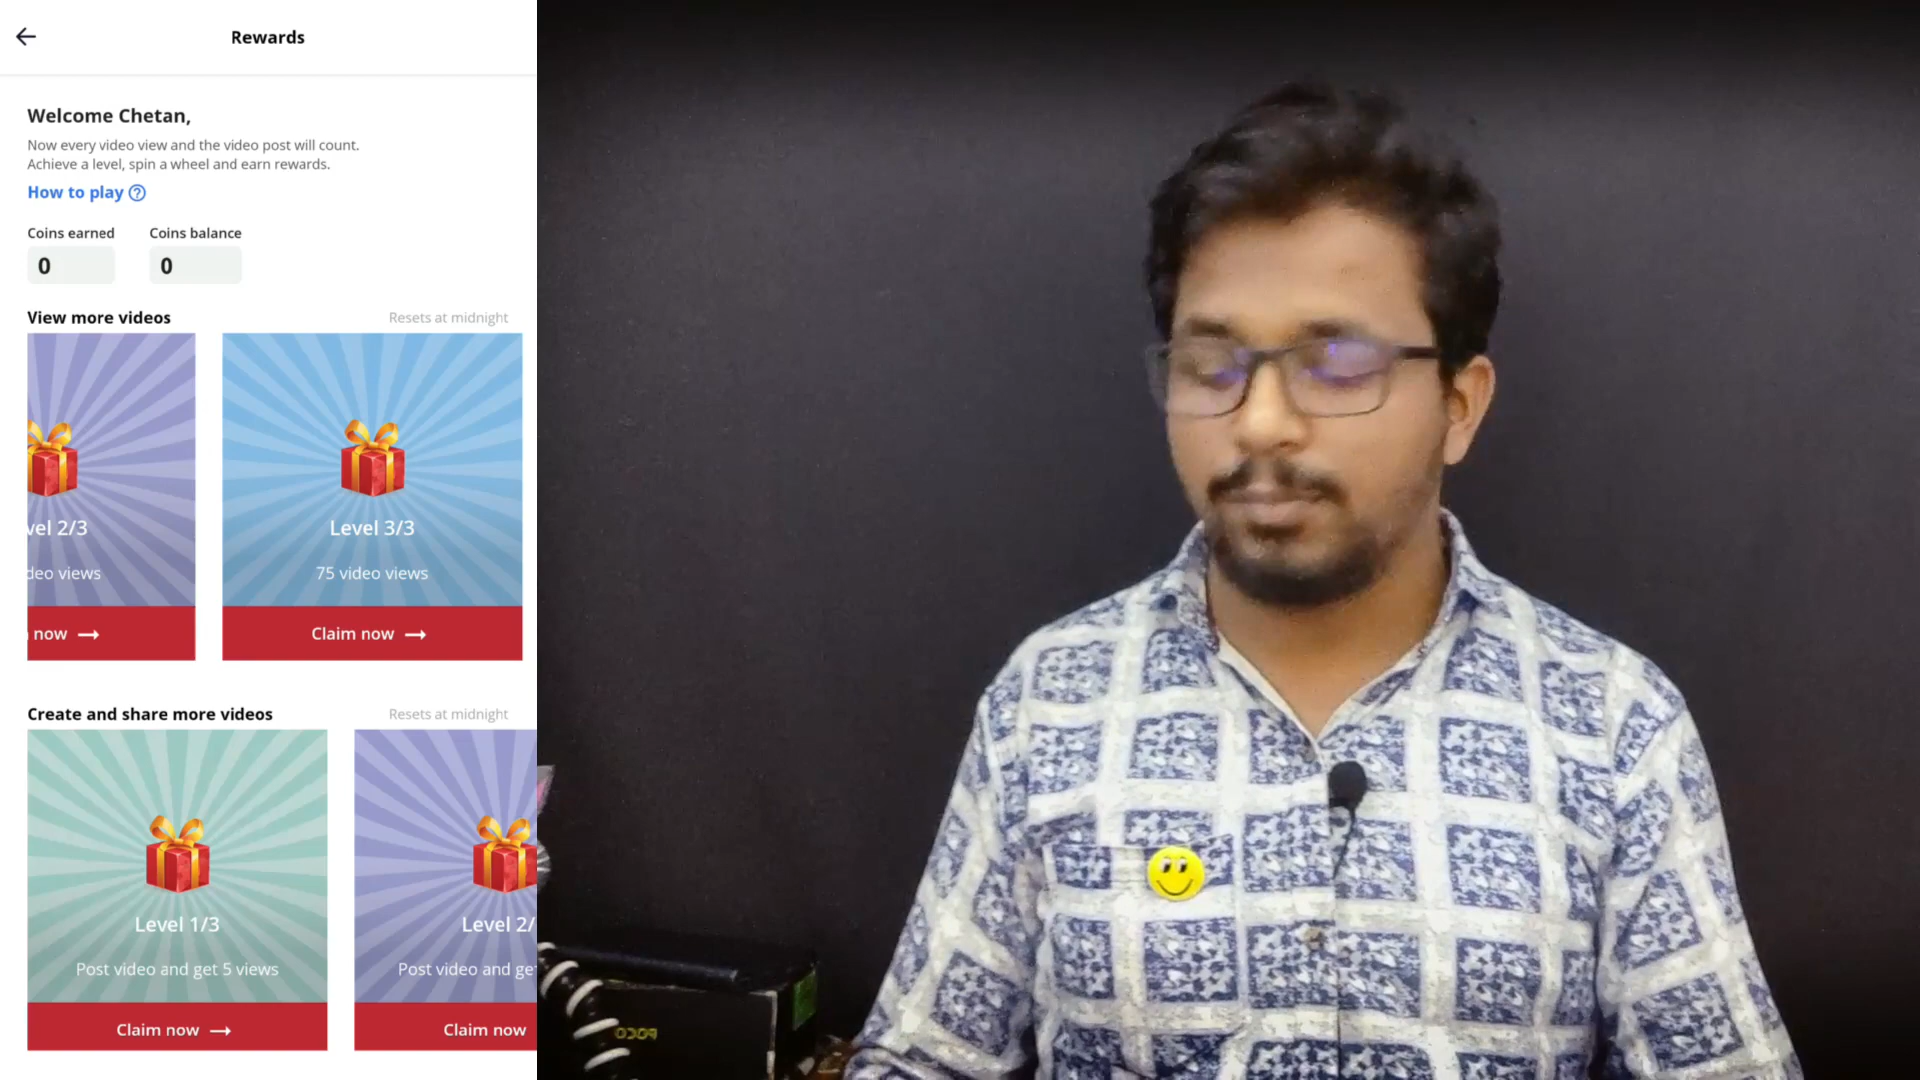 Rewards
Welcome Chetan,
Now every video view and the video post will count.
Achieve a level, spin a wheel and earn rewards.
How to play
Coins earned Coins balance
0 0
View more videos Resets at midnight
2/3 Level 3/3
views 75 video views
now Claim now
Create and share more videos Resets at midnight
Level 1/3 Level 2/
Post video and get 5 views Post video and ge
Claim now Claim now